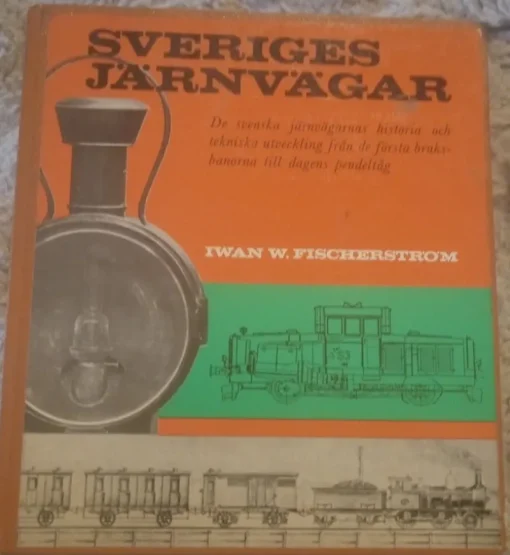 SVERIGES
JÄRNVÄGAR
De svenska järnvägarnas historia och
tekniska utveckling från de första bruks-
banorna till dagens pendeltåg
IWAN W. FISCHERSTRÖM